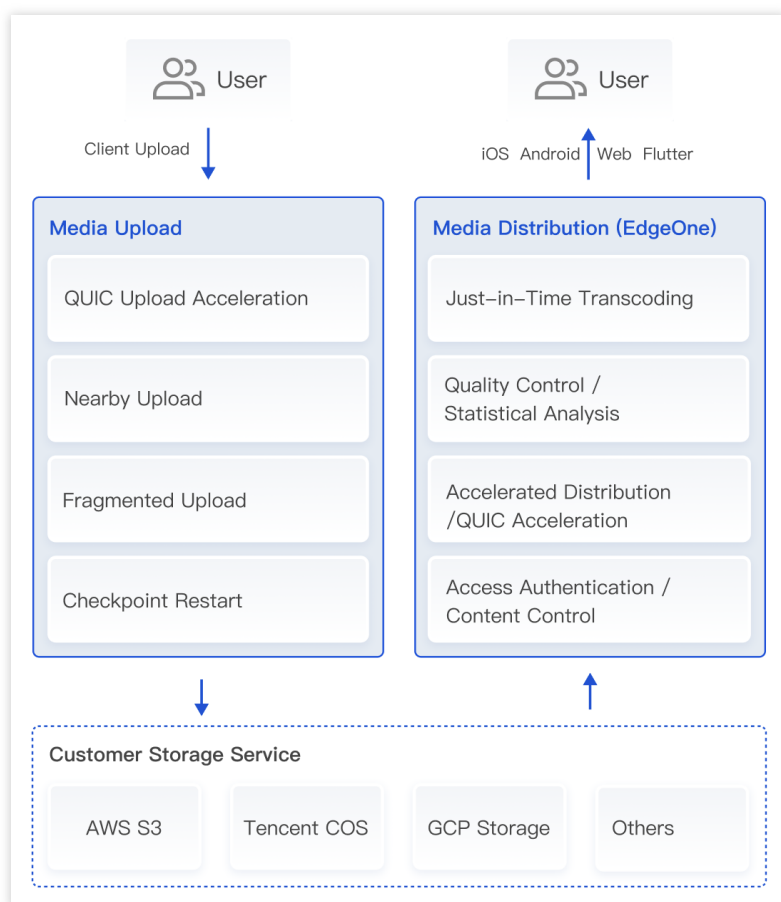 User
User
Client Upload
iOS Android Web Flutter
Media Upload
QUIC Upload Acceleration
Nearby Upload
Fragmented Upload
Checkpoint Restart
Media Distribution (EdgeOne)
Just-in-Time Transcoding
Quality Control /
Statistical Analysis
Accelerated Distribution
/QUIC Acceleration
Access Authentication /
Content Control
Customer Storage Service
AWS S3
Tencent COS
GCP Storage
Others